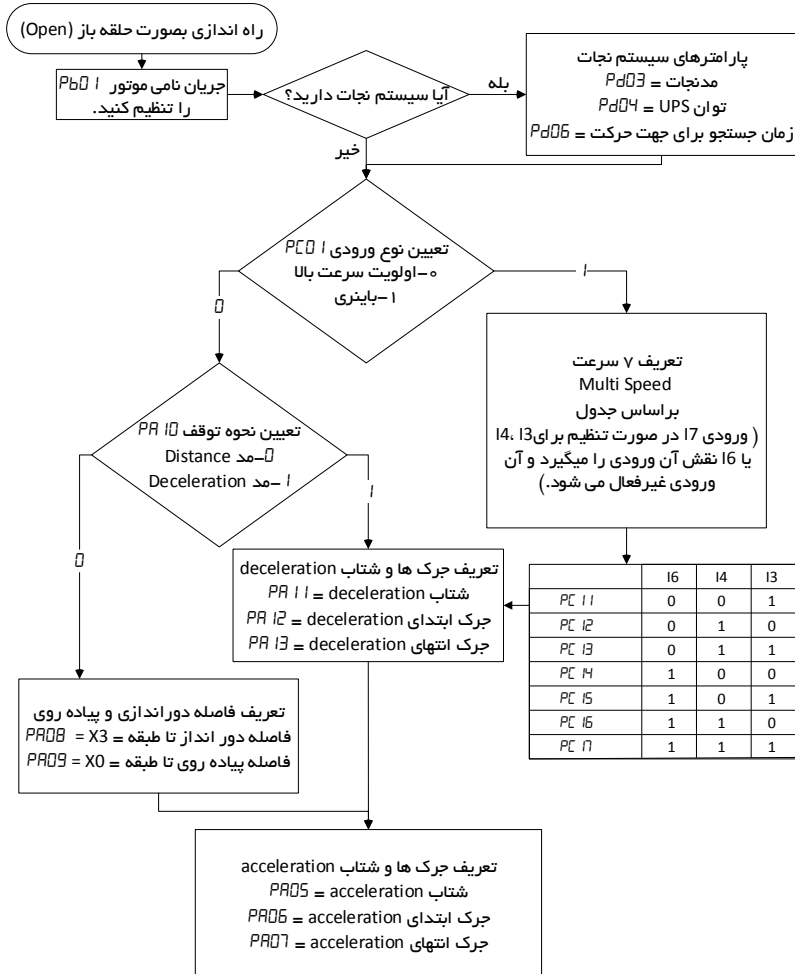 راه اندازی بصورت حلقه باز (Open)
جریان نامی موتور Pb01
را تنظیم کنید.
آیا سیستم نجات دارید؟
بله
خیر
پارامترهای سیستم نجات
مدنجات = Pd03
توان UPS = Pd04
زمان جستجو برای جهت حرکت = Pd06
تعیین نوع ورودی PC01
۰-اولویت سرعت بالا
۱-باینری
0
1
تعریف ۷ سرعت
Multi Speed
براساس جدول
( ورودی I7 در صورت تنظیم برای I3 ،I4
یا I6 نقش آن ورودی را میگیرد و آن
ورودی غیرفعال می شود.)
تعیین نحوه توقف PA10
0-مد Distance
1-مد Deceleration
0
1
تعریف جرک ها و شتاب deceleration
شتاب deceleration = PA11
جرک ابتدای deceleration = PA12
جرک انتهای deceleration = PA13
I6 I4 I3
PC11 0 0 1
PC12 0 1 0
PC13 0 1 1
PC14 1 0 0
PC15 1 0 1
PC16 1 1 0
PC17 1 1 1
تعریف فاصله دوراندازی و پیاده روی
فاصله دور انداز تا طبقه = X3 = PA08
فاصله پیاده روی تا طبقه = X0 = PA09
تعریف جرک ها و شتاب acceleration
شتاب acceleration = PA05
جرک ابتدای acceleration = PA06
جرک انتهای acceleration = PA07